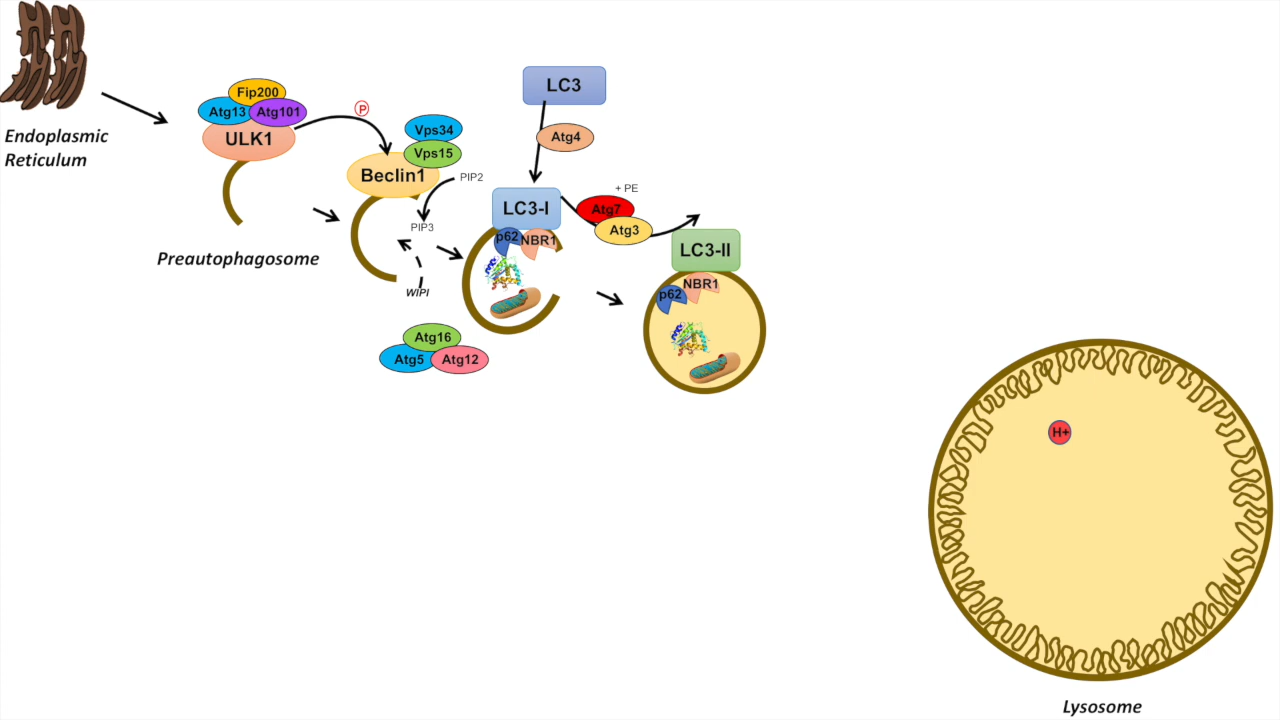 Endoplasmic
Reticulum
Fip200
Atg13
Atg101
ULK1
P
Vps34
Vps15
Beclin1
PIP2
PIP3
WIPI
Preautophagosome
LC3
Atg4
LC3-I
p62
NBR1
+ PE
Atg7
Atg3
LC3-II
NBR1
p62
Atg16
Atg5
Atg12
H+
Lysosome